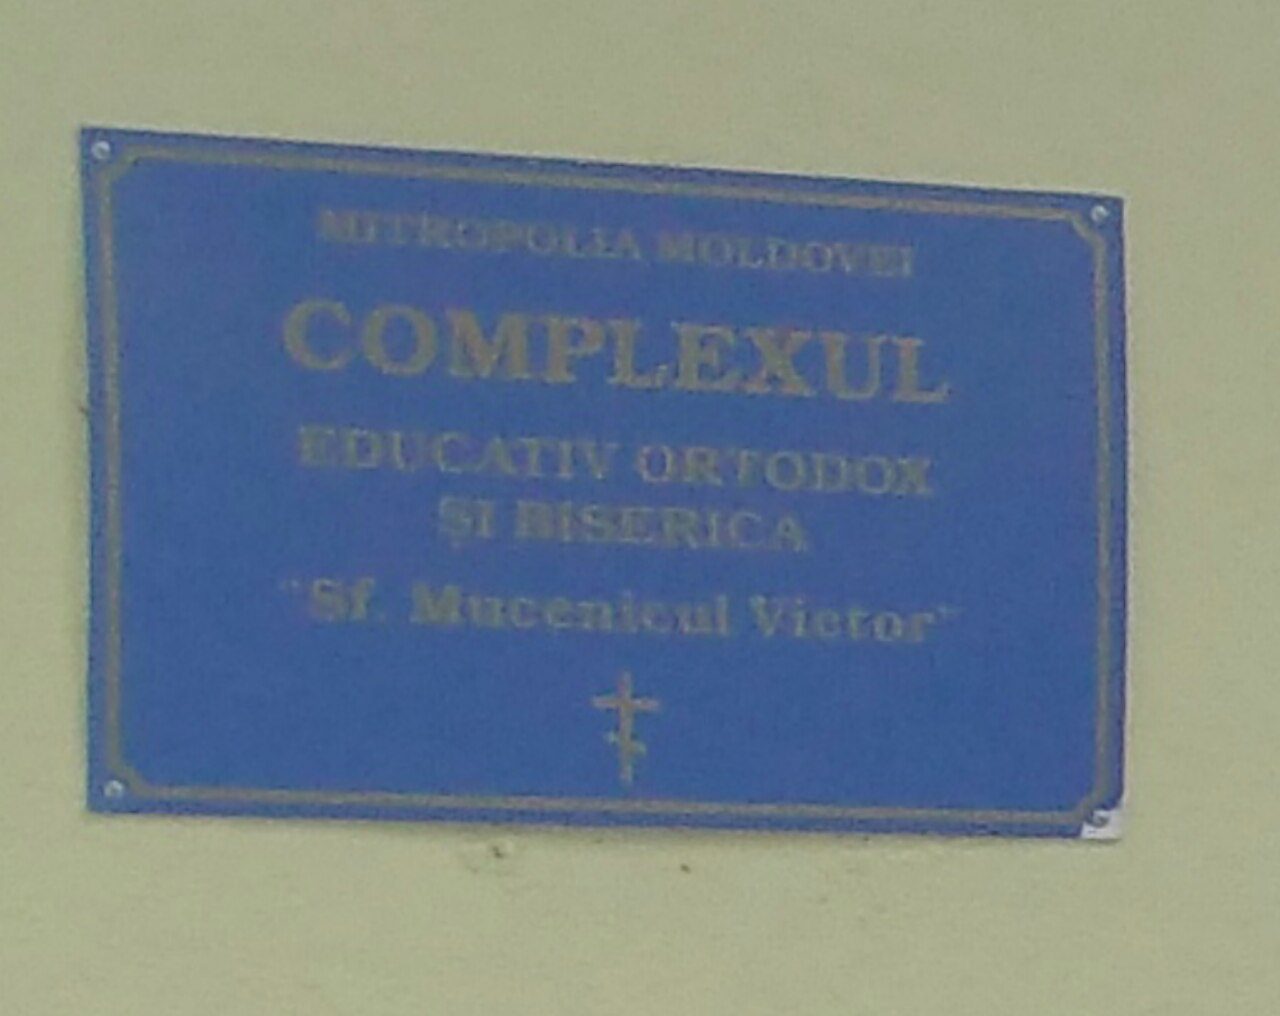 MITROPOLIA MOLDOVEI
COMPLEXUL
EDUCATIV ORTODOX
ȘI BISERICA
"Sf. Mucenicul Victor"